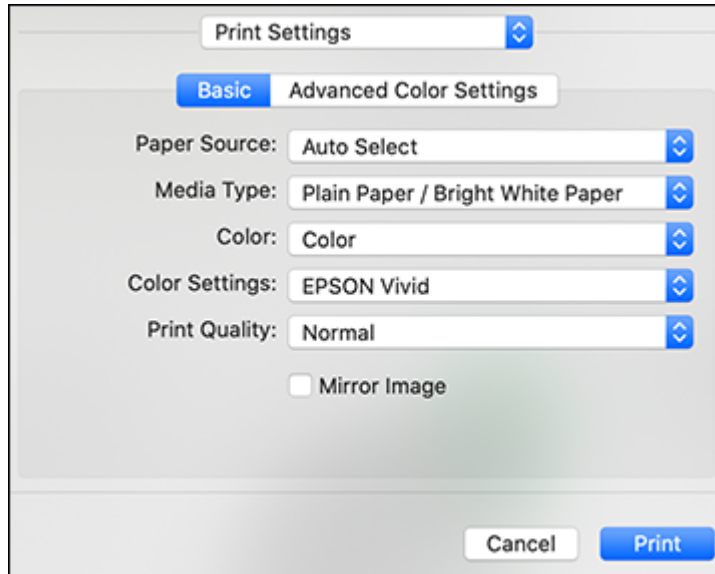 Print Settings
Basic Advanced Color Settings
Paper Source: Auto Select
Media Type: Plain Paper / Bright White Paper
Color: Color
Color Settings: EPSON Vivid
Print Quality: Normal
Mirror Image
Cancel Print